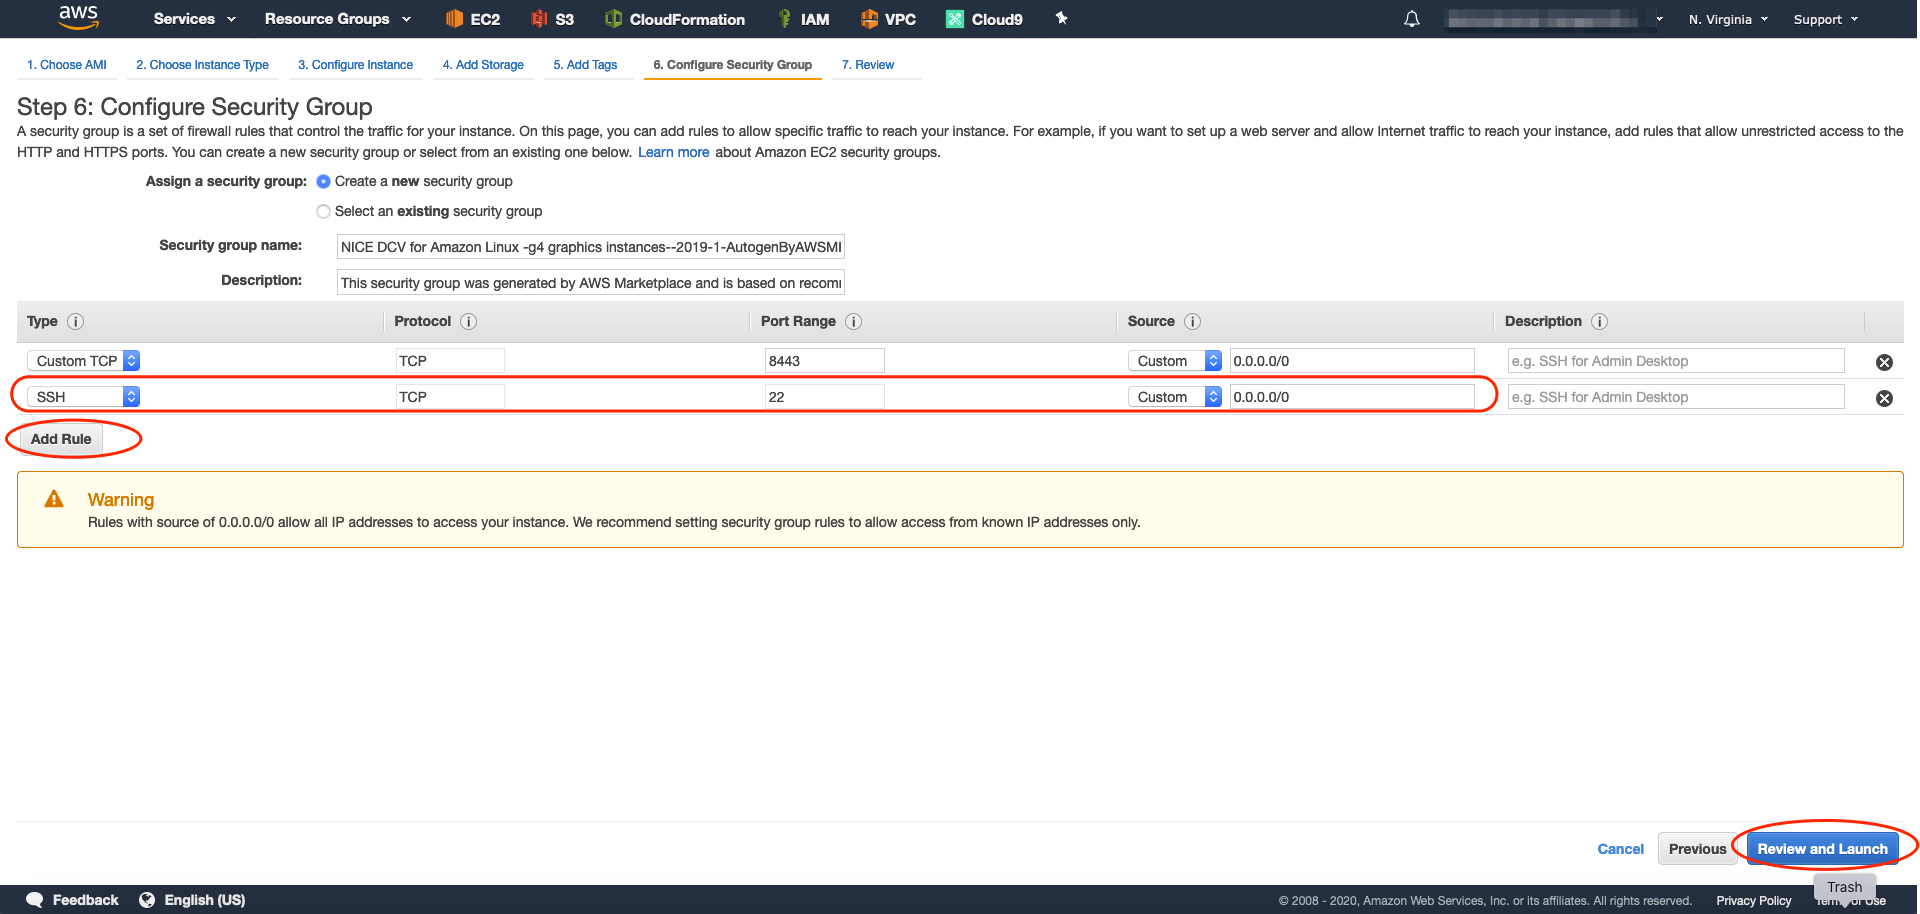 aws Services Resource Groups EC2 S3 CloudFormation IAM VPC Cloud9 N. Virginia Support
1. Choose AMI 2. Choose Instance Type 3. Configure Instance 4. Add Storage 5. Add Tags 6. Configure Security Group 7. Review
Step 6: Configure Security Group
A security group is a set of firewall rules that control the traffic for your instance. On this page, you can add rules to allow specific traffic to reach your instance. For example, if you want to set up a web server and allow Internet traffic to reach your instance, add rules that allow unrestricted access to the
HTTP and HTTPS ports. You can create a new security group or select from an existing one below. Learn more about Amazon EC2 security groups.
Assign a security group: Create a new security group
Select an existing security group
Security group name: NICE DCV for Amazon Linux -g4 graphics instances--2019-1-AutogenByAWSMI
Description: This security group was generated by AWS Marketplace and is based on recom
Type i Protocol i Port Range i Source i Description i
Custom TCP TCP 8443 Custom 0.0.0.0/0 e.g. SSH for Admin Desktop
SSH TCP 22 Custom 0.0.0.0/0 e.g. SSH for Admin Desktop
Add Rule
Warning
Rules with source of 0.0.0.0/0 allow all IP addresses to access your instance. We recommend setting security group rules to allow access from known IP addresses only.
Cancel Previous Review and Launch
Trash
Feedback English (US) © 2008 - 2020, Amazon Web Services, Inc. or its affiliates. All rights reserved. Privacy Policy Terms of Use